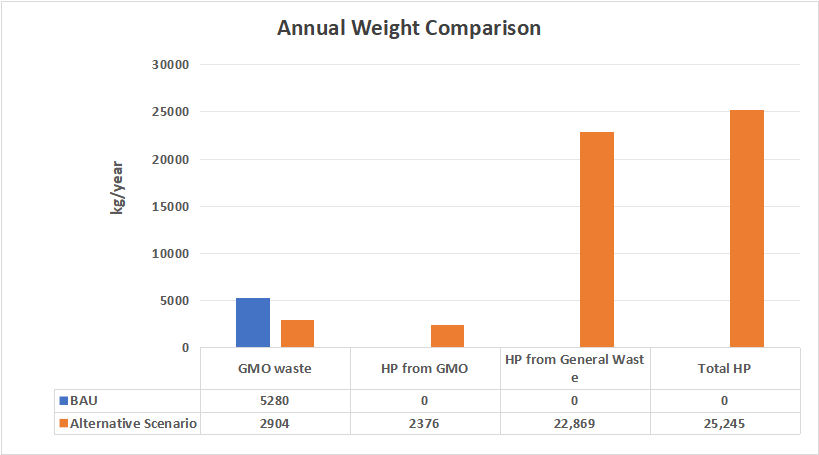 Annual Weight Comparison
30000
25000
20000
15000
10000
5000
0
kg/year
GMO waste HP from GMO HP from General Wast
e Total HP
BAU 5280 0 0 0
Alternative Scenario 2904 2376 22,869 25,245